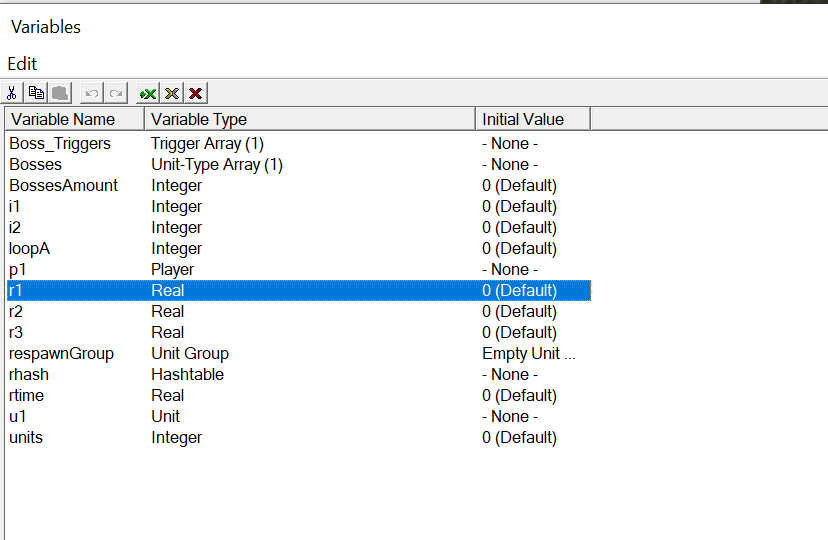 Variables
Edit
Variable Name Variable Type Initial Value
Boss_Triggers Trigger Array (1) - None -
Bosses Unit-Type Array (1) - None -
BossesAmount Integer 0 (Default)
i1 Integer 0 (Default)
i2 Integer 0 (Default)
loopA Integer 0 (Default)
p1 Player - None -
r1 Real 0 (Default)
r2 Real 0 (Default)
r3 Real 0 (Default)
respawnGroup Unit Group Empty Unit ...
rhash Hashtable - None -
rtime Real 0 (Default)
u1 Unit - None -
units Integer 0 (Default)